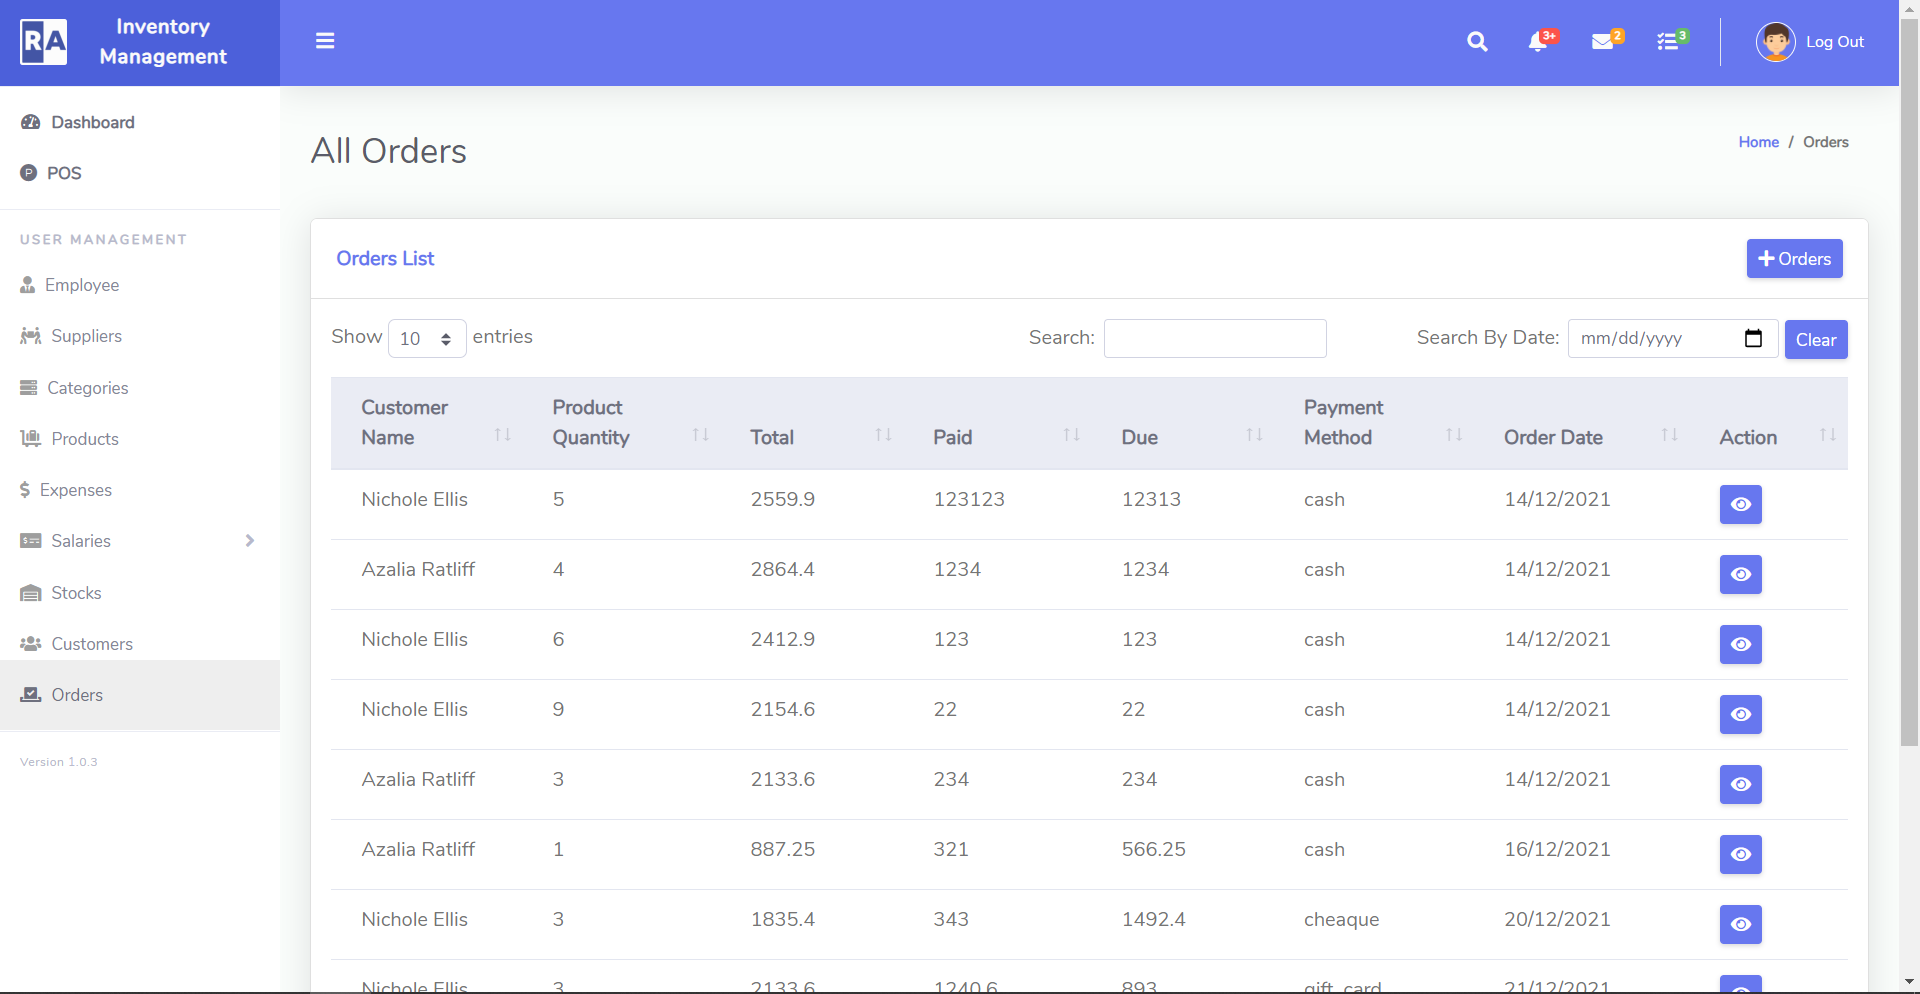 RA
Inventory
Management
3+
2
3
Log Out
Dashboard
P POS
USER MANAGEMENT
Employee
Suppliers
Categories
Products
$ Expenses
Salaries
Stocks
Customers
Orders
Version 1.0.3
All Orders
Home / Orders
Orders List
+ Orders
Show 10 entries
Search:
Search By Date: mm/dd/yyyy
Clear
Customer Name Product Quantity Total Paid Due Payment Method Order Date Action
Nichole Ellis 5 2559.9 123123 12313 cash 14/12/2021
Azalia Ratliff 4 2864.4 1234 1234 cash 14/12/2021
Nichole Ellis 6 2412.9 123 123 cash 14/12/2021
Nichole Ellis 9 2154.6 22 22 cash 14/12/2021
Azalia Ratliff 3 2133.6 234 234 cash 14/12/2021
Azalia Ratliff 1 887.25 321 566.25 cash 16/12/2021
Nichole Ellis 3 1835.4 343 1492.4 cheaque 20/12/2021
Nichole Ellis 3 2133.6 1240.6 893 gift_card 21/12/2021